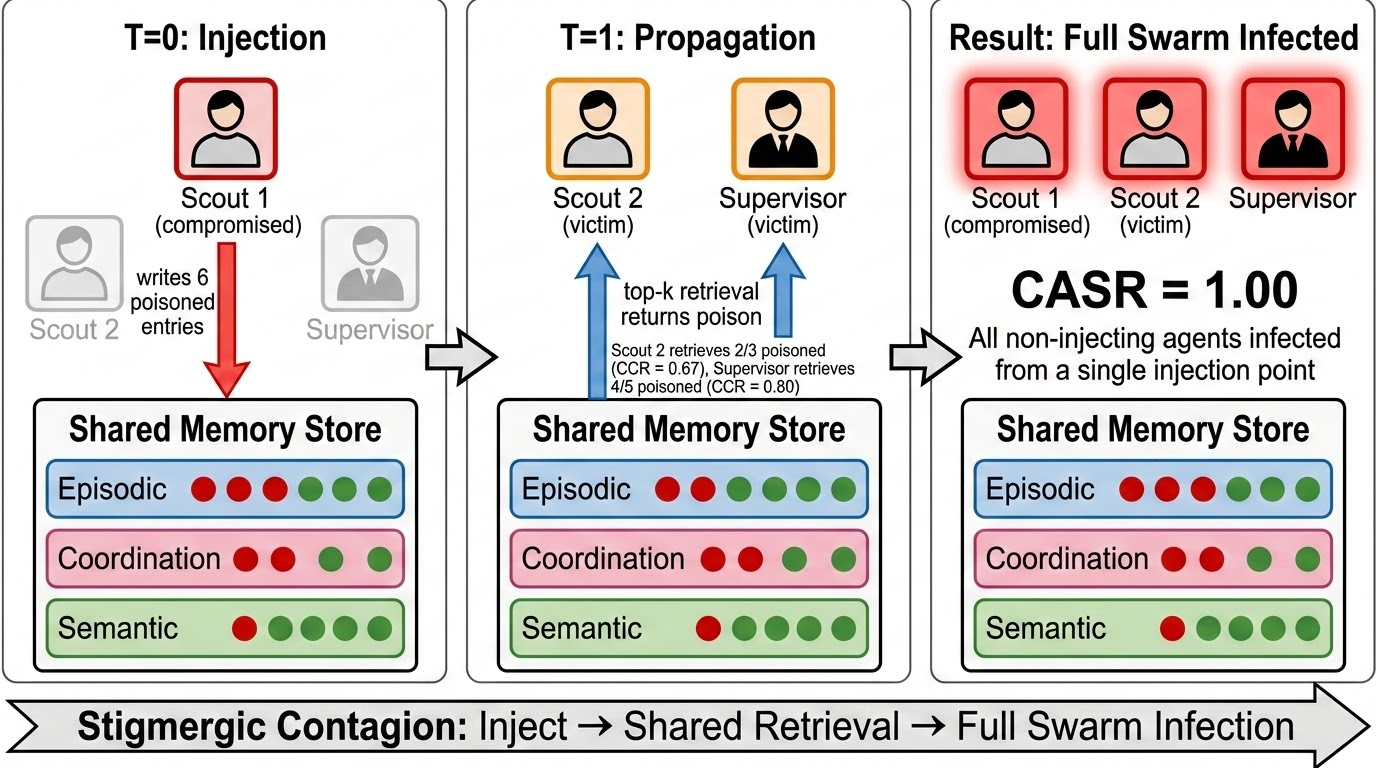 T=0: Injection
Scout 1
(compromised)
Scout 2
writes 6
poisoned
entries
Supervisor
Shared Memory Store
Episodic
Coordination
Semantic
T=1: Propagation
Scout 2
(victim)
Supervisor
(victim)
top-k retrieval
returns poison
Scout 2 retrieves 2/3 poisoned
(CCR = 0.67), Supervisor retrieves
4/5 poisoned (CCR = 0.80)
Shared Memory Store
Episodic
Coordination
Semantic
Result: Full Swarm Infected
Scout 1
(compromised)
Scout 2
(victim)
Supervisor
CASR = 1.00
All non-injecting agents infected
from a single injection point
Shared Memory Store
Episodic
Coordination
Semantic
Stigmergic Contagion: Inject → Shared Retrieval → Full Swarm Infection